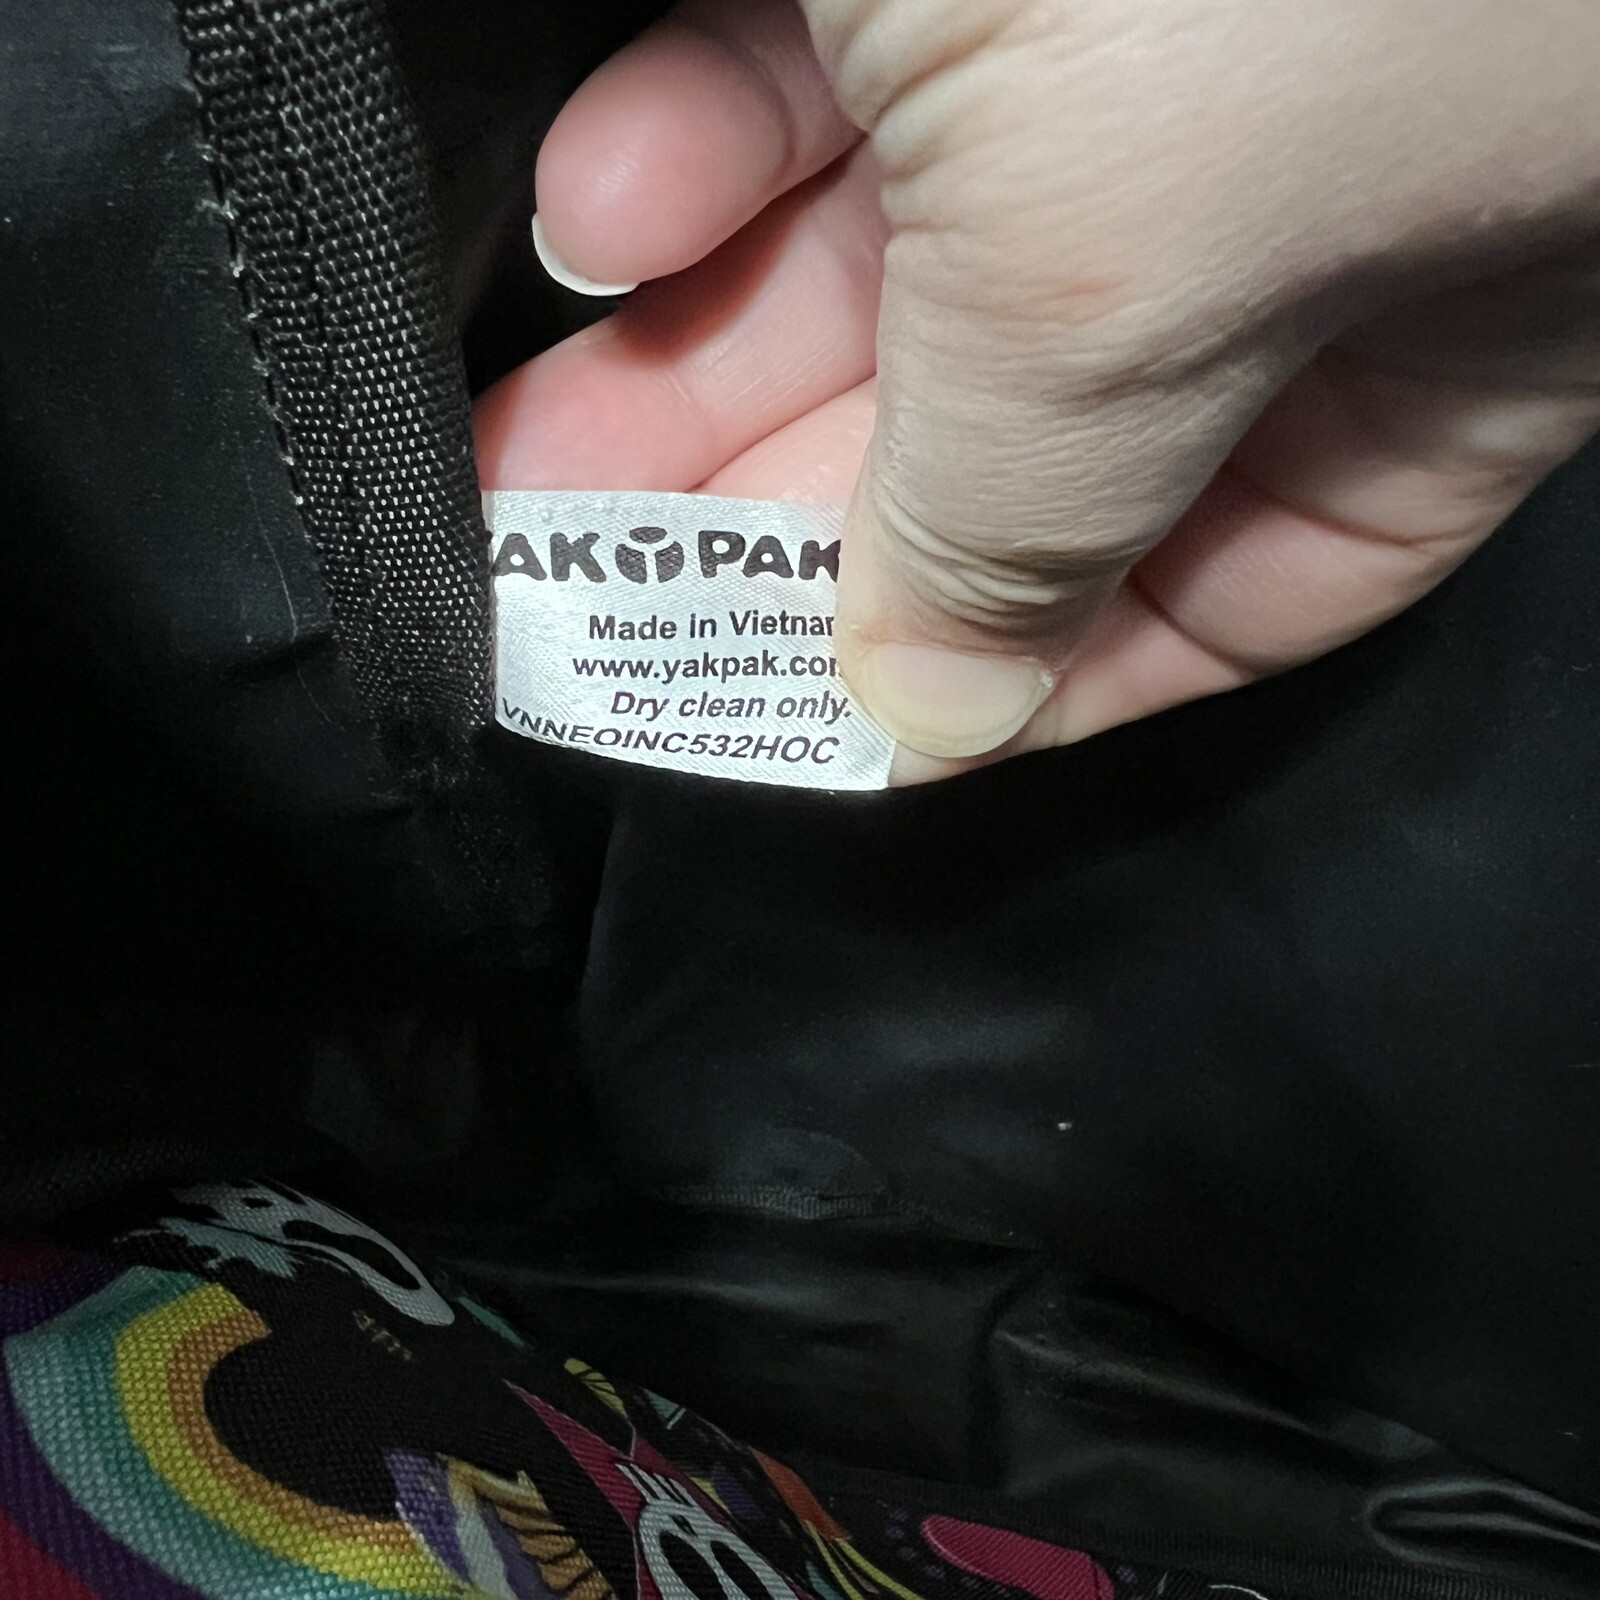 AK PAK
Made in Vietnam
www.yakpak.com
Dry clean only.
VNNEOINC532HOC